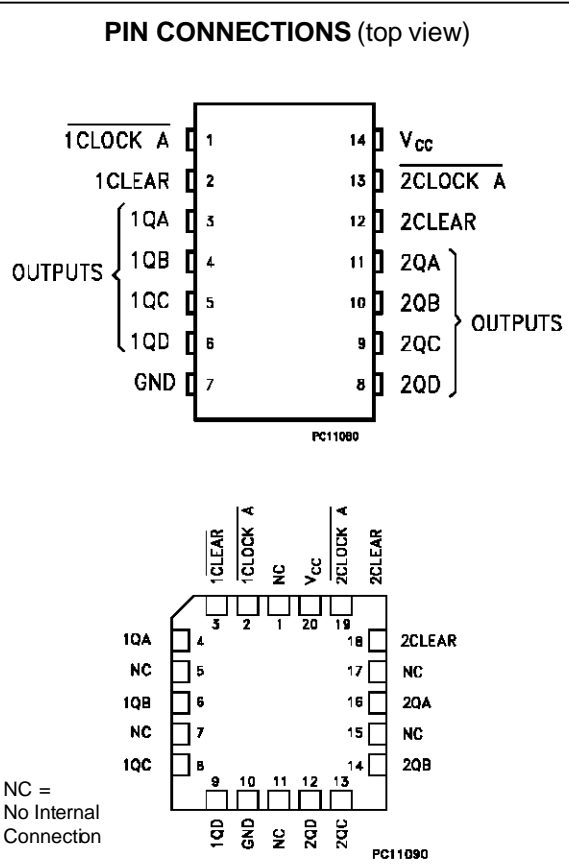 PIN CONNECTIONS (top view)
1CLOCK A 1 14 VCC
1CLEAR 2 13 2CLOCK A
1QA 3 12 2CLEAR
1QB 4 11 2QA
OUTPUTS OUTPUTS
1QC 5 10 2QB
1QD 6 9 2QC
GND 7 8 2QD
PC11080
1CLEAR
1CLOCK A
NC
VCC
2CLOCK A
2CLEAR
3 2 1 20 19
1QA 4 18 2CLEAR
NC 5 17 NC
1QB 6 16 2QA
NC 7 15 NC
1QC 8 14 2QB
9 10 11 12 13
1QD
GND
NC
2QD
2QC
NC =
No Internal
Connection
PC11090